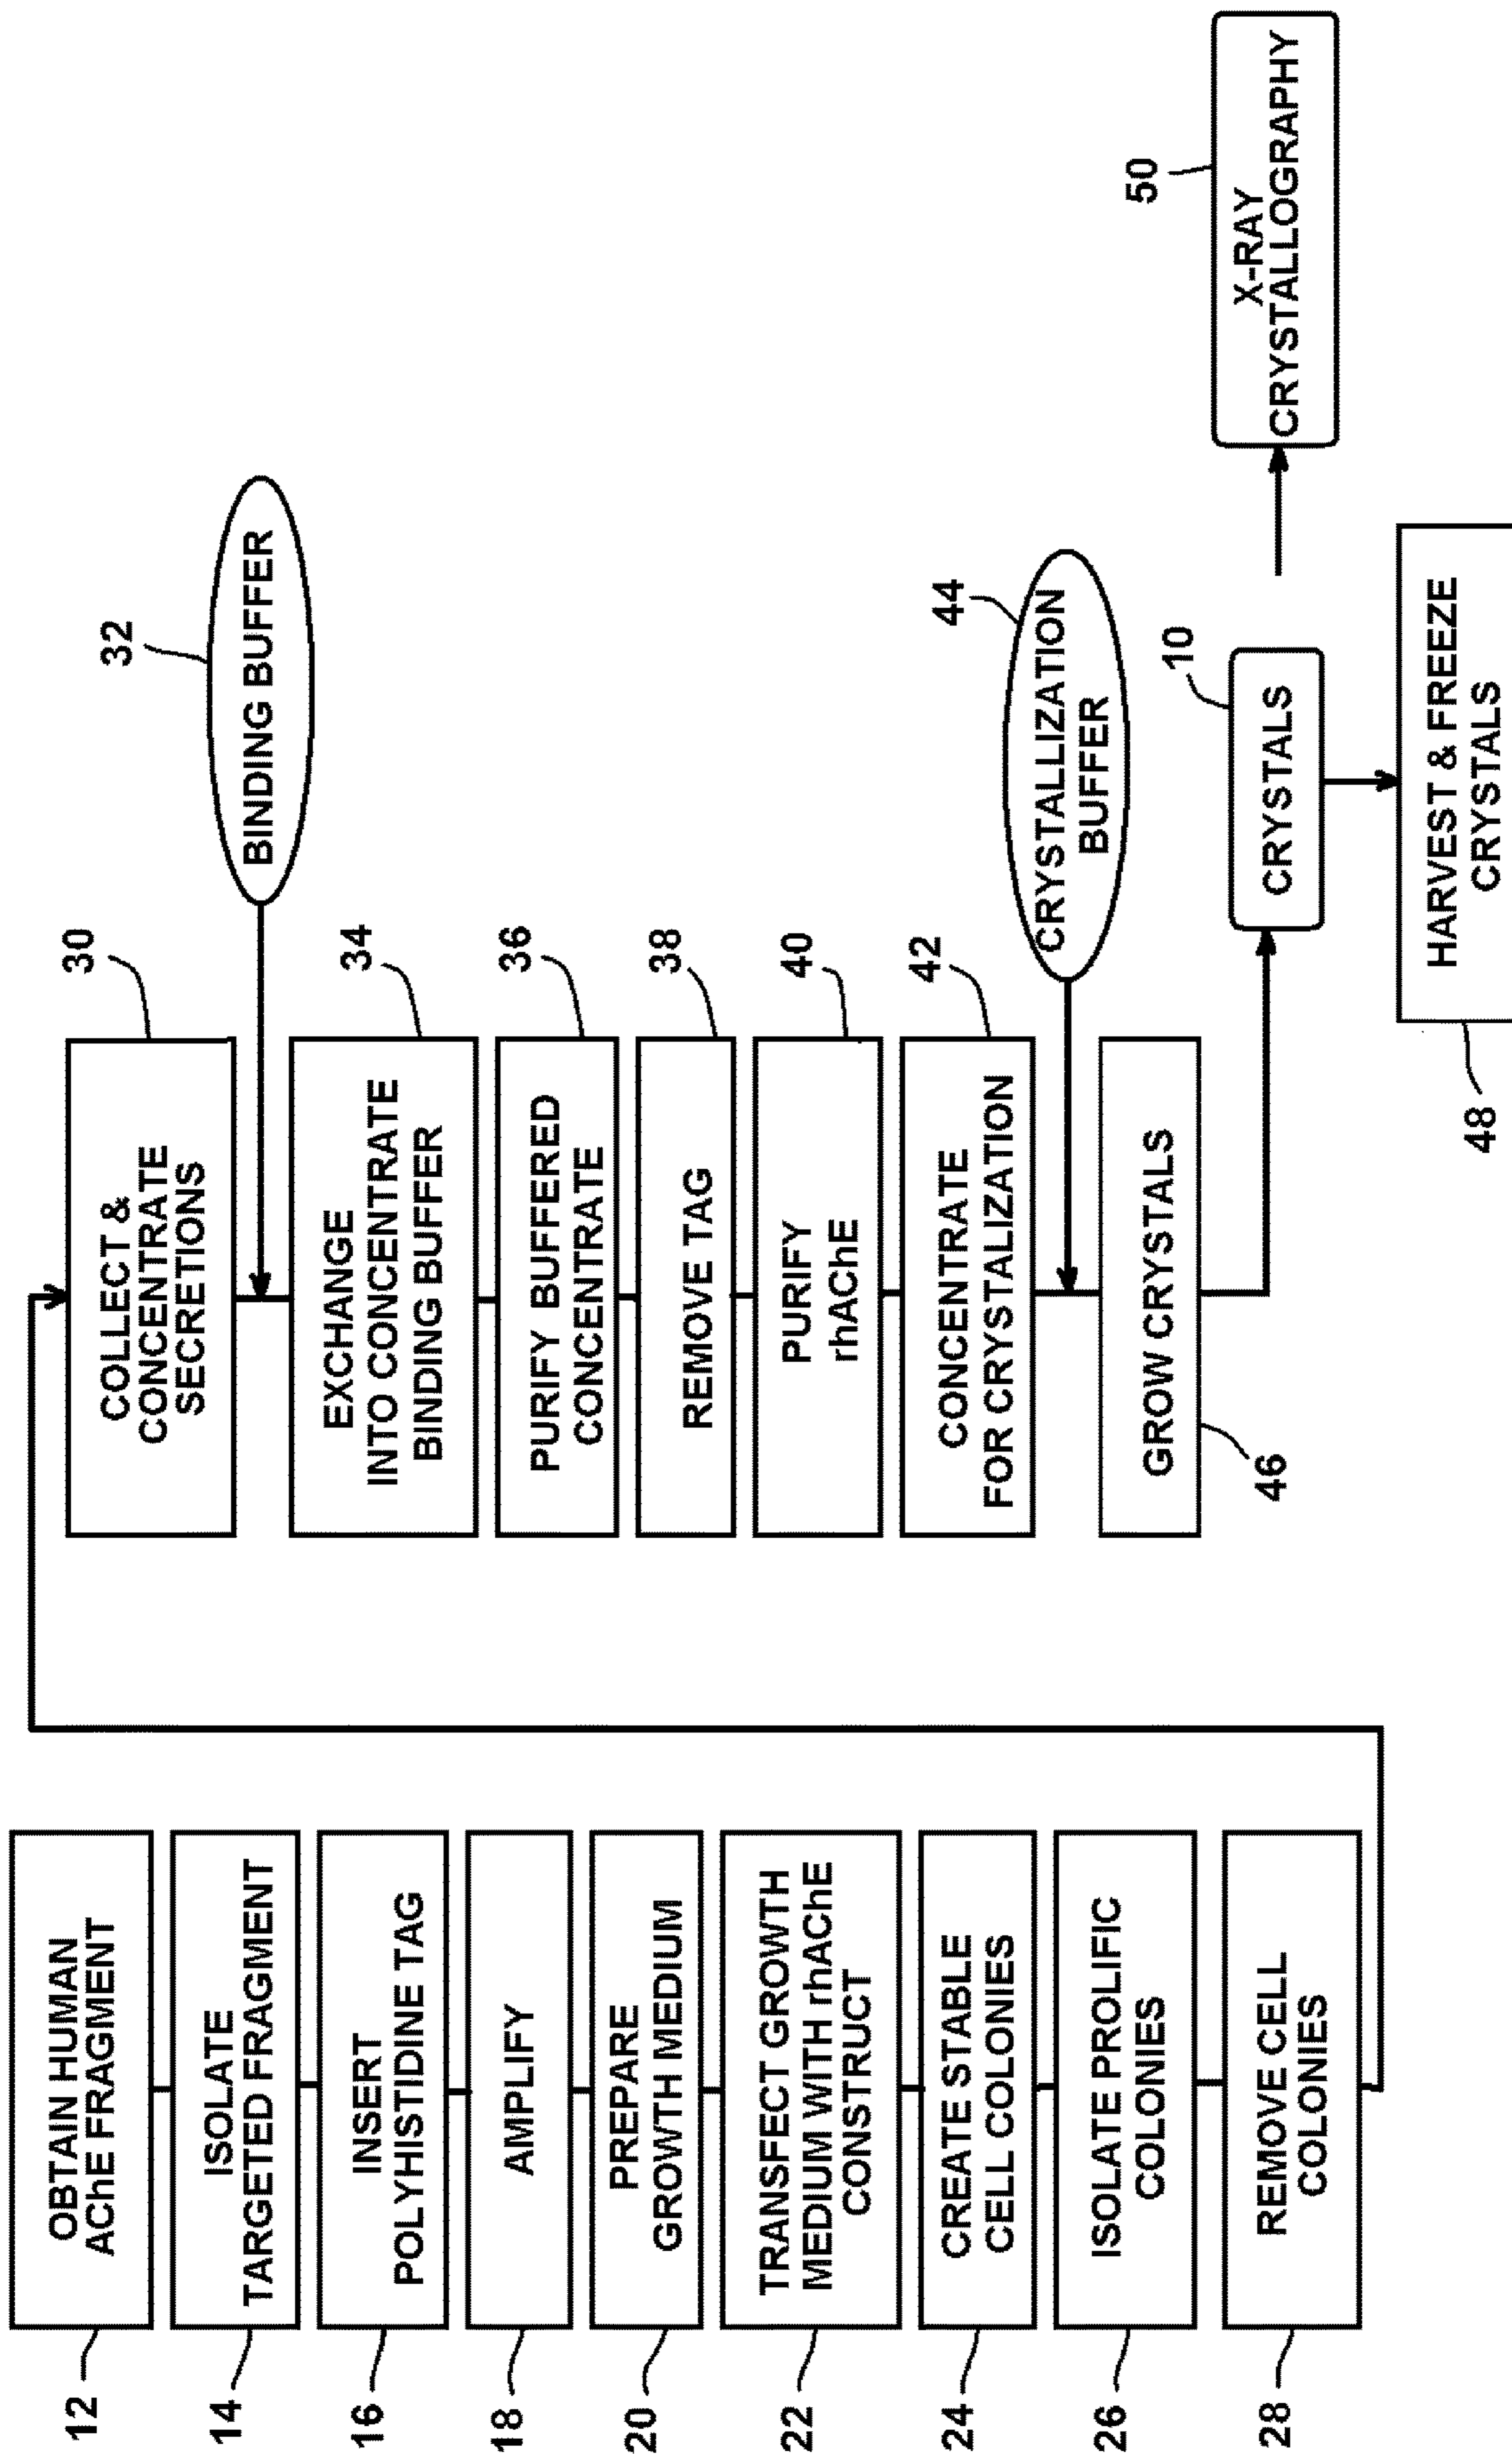 12
OBTAIN HUMAN
AChE FRAGMENT
14
ISOLATE
TARGETED FRAGMENT
16
INSERT
POLYHISTIDINE TAG
18
AMPLIFY
20
PREPARE
GROWTH MEDIUM
22
TRANSFECT GROWTH
MEDIUM WITH rhAChE
CONSTRUCT
24
CREATE STABLE
CELL COLONIES
26
ISOLATE PROLIFIC
COLONIES
28
REMOVE CELL
COLONIES
30
COLLECT &
CONCENTRATE
SECRETIONS
32
BINDING BUFFER
34
EXCHANGE
INTO CONCENTRATE
BINDING BUFFER
36
PURIFY BUFFERED
CONCENTRATE
38
REMOVE TAG
40
PURIFY
rhAChE
42
CONCENTRATE
FOR CRYSTALIZATION
44
CRYSTALLIZATION
BUFFER
46
GROW CRYSTALS
10
CRYSTALS
50
X-RAY
CRYSTALLOGRAPHY
48
HARVEST & FREEZE
CRYSTALS